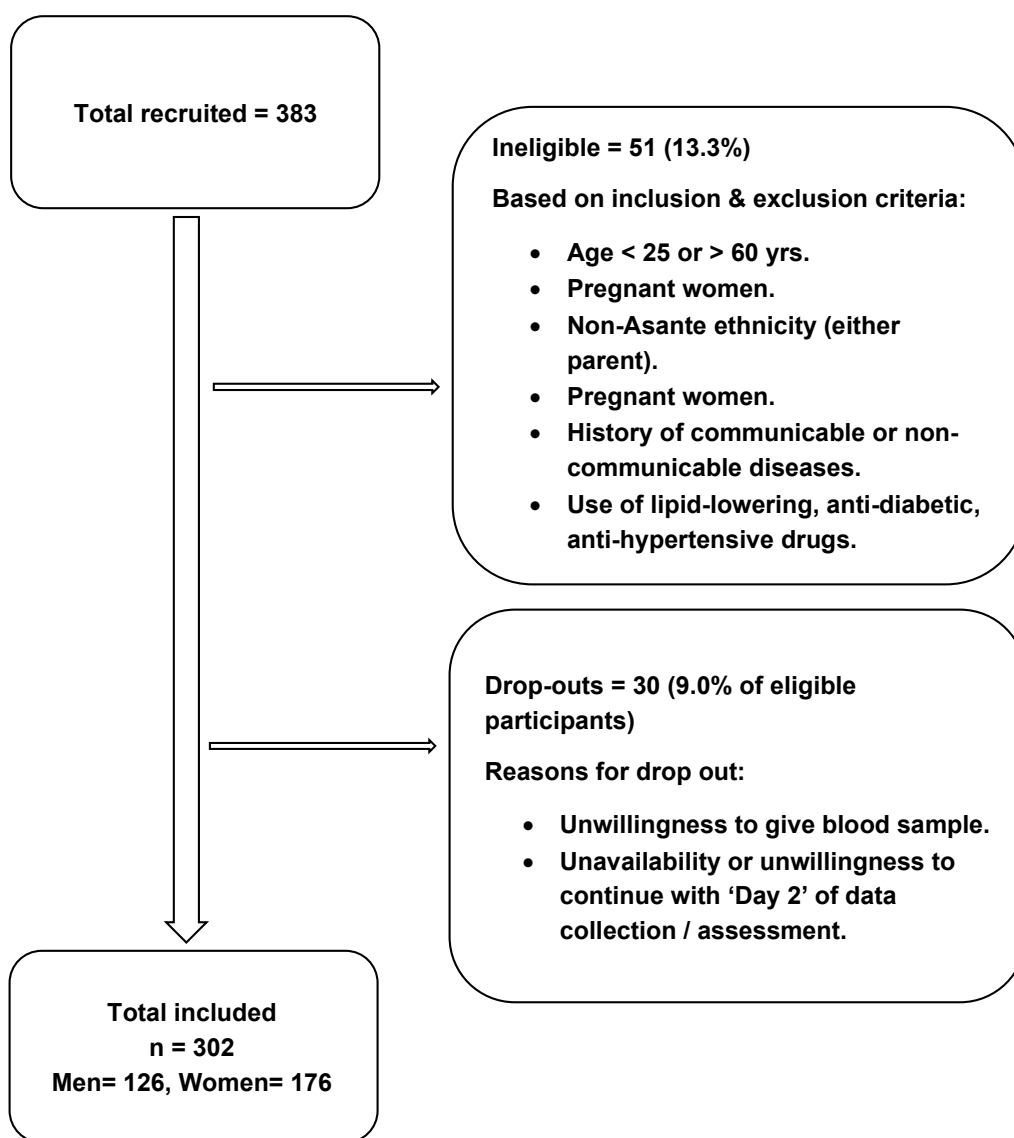 Total recruited = 383
Ineligible = 51 (13.3%)
Based on inclusion & exclusion criteria:
• Age < 25 or > 60 yrs.
• Pregnant women.
• Non-Asante ethnicity (either
parent).
• Pregnant women.
• History of communicable or non-
communicable diseases.
• Use of lipid-lowering, anti-diabetic,
anti-hypertensive drugs.
Drop-outs = 30 (9.0% of eligible
participants)
Reasons for drop out:
• Unwillingness to give blood sample.
• Unavailability or unwillingness to
continue with ‘Day 2’ of data
collection / assessment.
Total included
n = 302
Men= 126, Women= 176